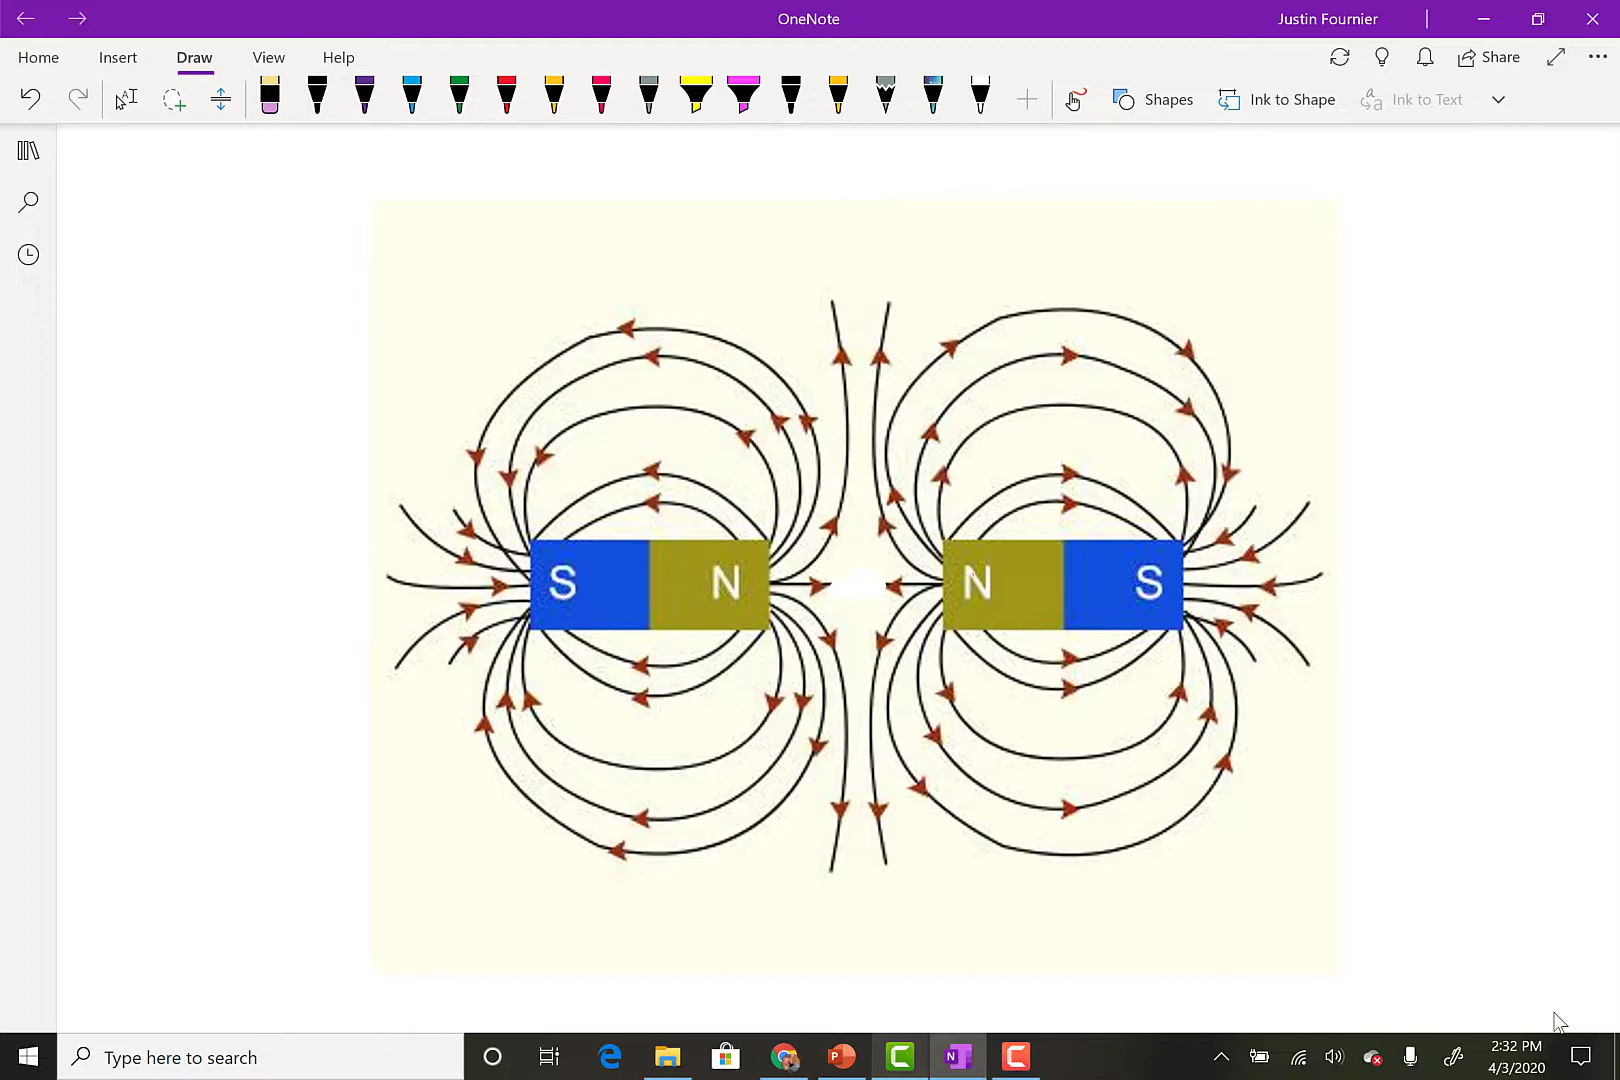 OneNote
Justin Fournier
Home Insert Draw View Help
Share
Shapes
Ink to Shape
Ink to Text
S N N S
Type here to search
2:32 PM
4/3/2020